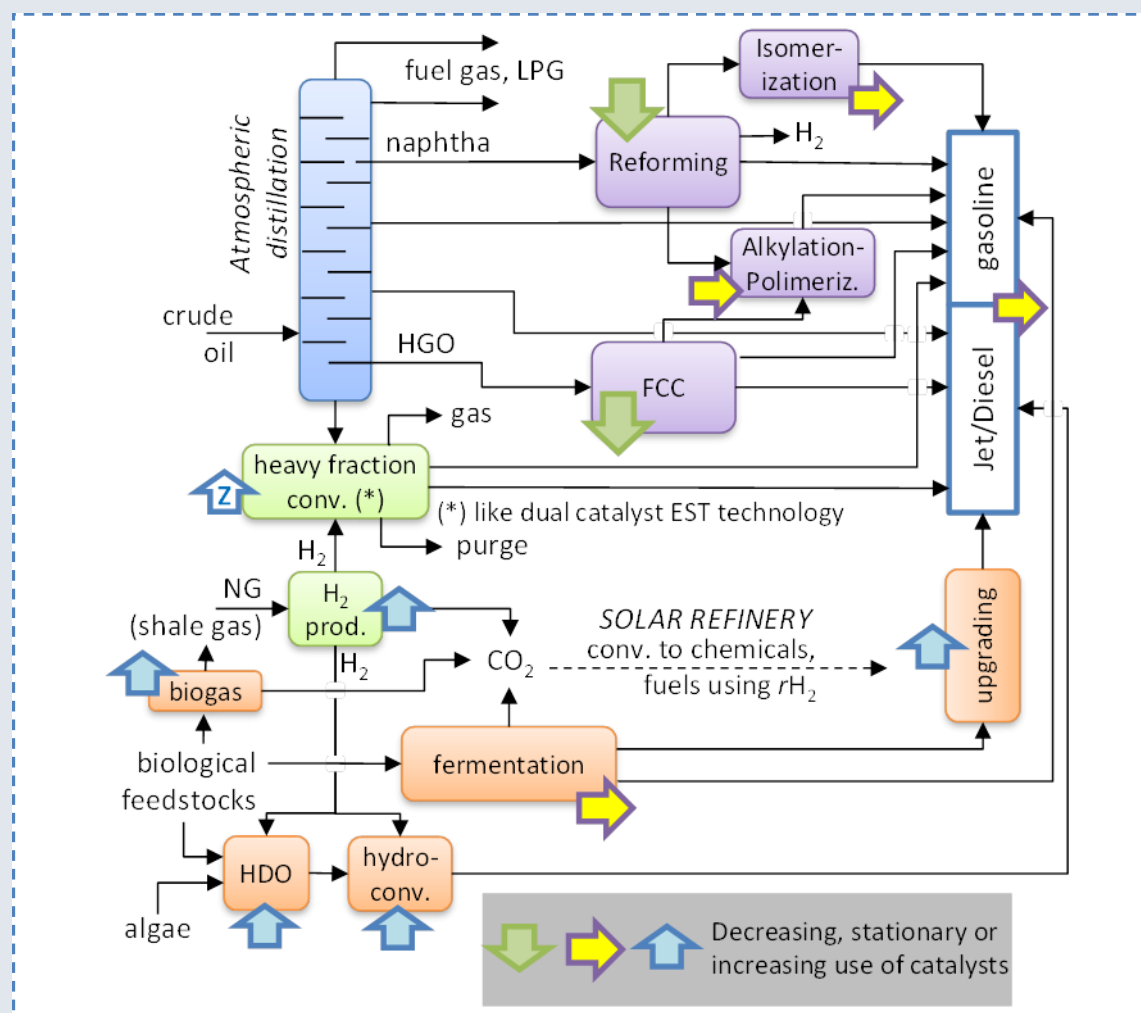 Isomer-
ization
fuel gas, LPG
Atmospheric
distillation
naphtha
Reforming
H2
gasoline
Alkylation-
Polimeriz.
crude
oil
HGO
FCC
Jet/Diesel
gas
heavy fraction
conv. (*)
Z
(*) like dual catalyst EST technology
purge
H2
NG
(shale gas)
H2
prod.
H2
SOLAR REFINERY
conv. to chemicals,
fuels using rH2
CO2
upgrading
biogas
biological
feedstocks
fermentation
HDO
hydro-
conv.
algae
Decreasing, stationary or
increasing use of catalysts